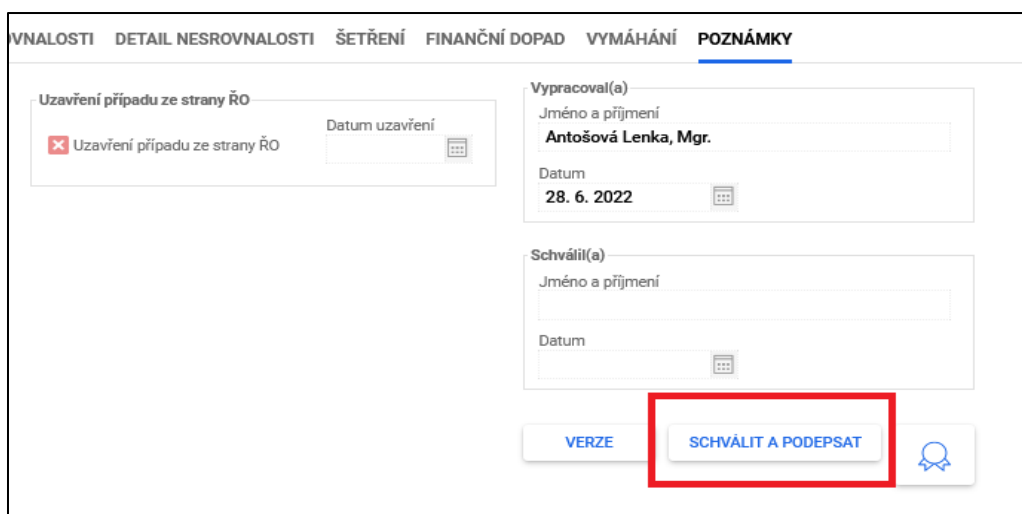 OVNALOSTI DETAIL NESROVNALOSTI ŠETŘENÍ FINANČNÍ DOPAD VYMÁHÁNÍ POZNÁMKY
Uzavření případu ze strany ŘO
Uzavření případu ze strany ŘO
Datum uzavření
Vypracoval(a)
Jméno a příjmení
Antošová Lenka, Mgr.
Datum
28. 6. 2022
Schválil(a)
Jméno a příjmení
Datum
VERZE
SCHVÁLIT A PODEPSAT